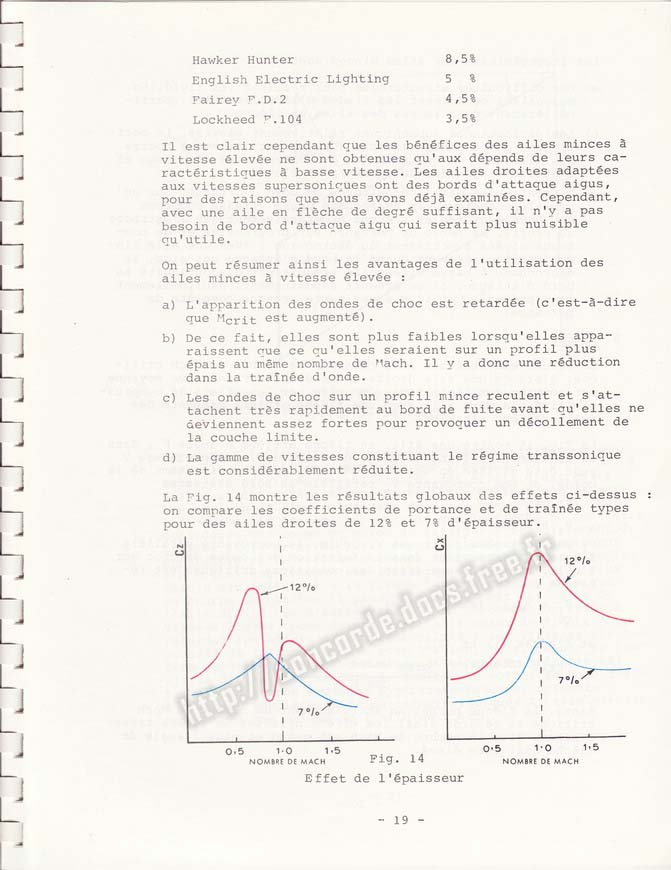 Hawker Hunter 8,5%
English Electric Lighting 5 %
Fairey F.D.2 4,5%
Lockheed F.104 3,5%
Il est clair cependant que les bénéfices des ailes minces à
vitesse élevée ne sont obtenues qu'aux dépends de leurs ca-
ractéristiques à basse vitesse. Les ailes droites adaptées
aux vitesses supersoniques ont des bords d'attaque aigus,
pour des raisons que nous avons déjà examinées. Cependant,
avec une aile en flèche de degré suffisant, il n'y a pas
besoin de bord d'attaque aigu qui serait plus nuisible
qu'utile.
On peut résumer ainsi les avantages de l'utilisation des
ailes minces à vitesse élevée :
a) L'apparition des ondes de choc est retardée (c'est-à-dire
que Mcrit est augmenté).
b) De ce fait, elles sont plus faibles lorsqu'elles appa-
raissent que ce qu'elles seraient sur un profil plus
épais au même nombre de Mach. Il y a donc une réduction
dans la traînée d'onde.
c) Les ondes de choc sur un profil mince reculent et s'at-
tachent très rapidement au bord de fuite avant qu'elles ne
deviennent assez fortes pour provoquer un décollement de
la couche limite.
d) La gamme de vitesses constituant le régime transsonique
est considérablement réduite.
La Fig. 14 montre les résultats globaux des effets ci-dessus :
on compare les coefficients de portance et de traînée types
pour des ailes droites de 12% et 7% d'épaisseur.
Cz
12%
7%
0,5 1·0 1·5
NOMBRE DE MACH
Cx
12%
7%
0·5 1·0 1·5
NOMBRE DE MACH
http://concorde.docs.free.fr
Fig. 14
Effet de l'épaisseur
- 19 -